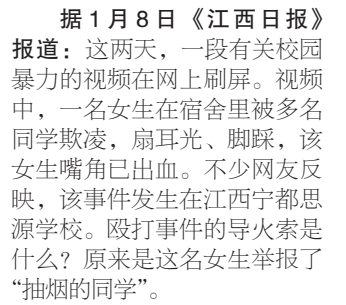 据1月8日《江西日报》
报道：这两天，一段有关校园
暴力的视频在网上刷屏。视频
中，一名女生在宿舍里被多名
同学欺凌，扇耳光、脚踩，该
女生嘴角已出血。不少网友反
映，该事件发生在江西宁都思
源学校。殴打事件的导火索是
什么？原来是这名女生举报了
“抽烟的同学”。